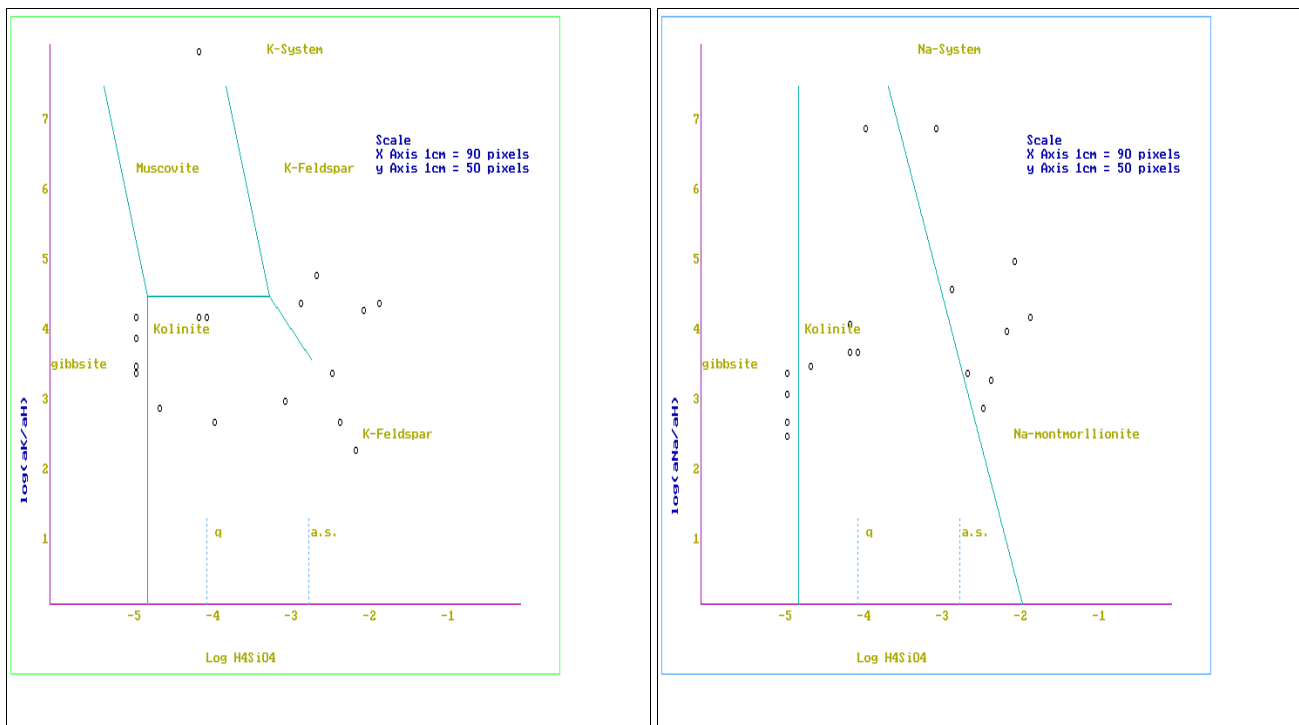 K-System
7
Scale
X Axis 1cm = 90 pixels
y Axis 1cm = 50 pixels
Muscovite
K-Feldspar
6
5
4
Kolinite
gibbsite
3
K-Feldspar
2
log(aK/aH)
1
q
a.s.
-5
-4
-3
-2
-1
Log H4SiO4
Na-System
7
Scale
X Axis 1cm = 90 pixels
y Axis 1cm = 50 pixels
6
5
4
Kolinite
gibbsite
3
Na-montmorllionite
2
log(aNa/aH)
1
q
a.s.
-5
-4
-3
-2
-1
Log H4SiO4